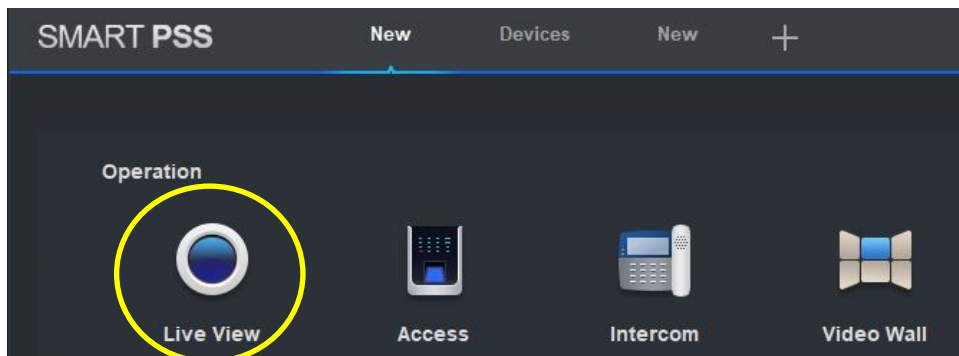 SMART PSS New Devices New +
Operation
Live View Access Intercom Video Wall